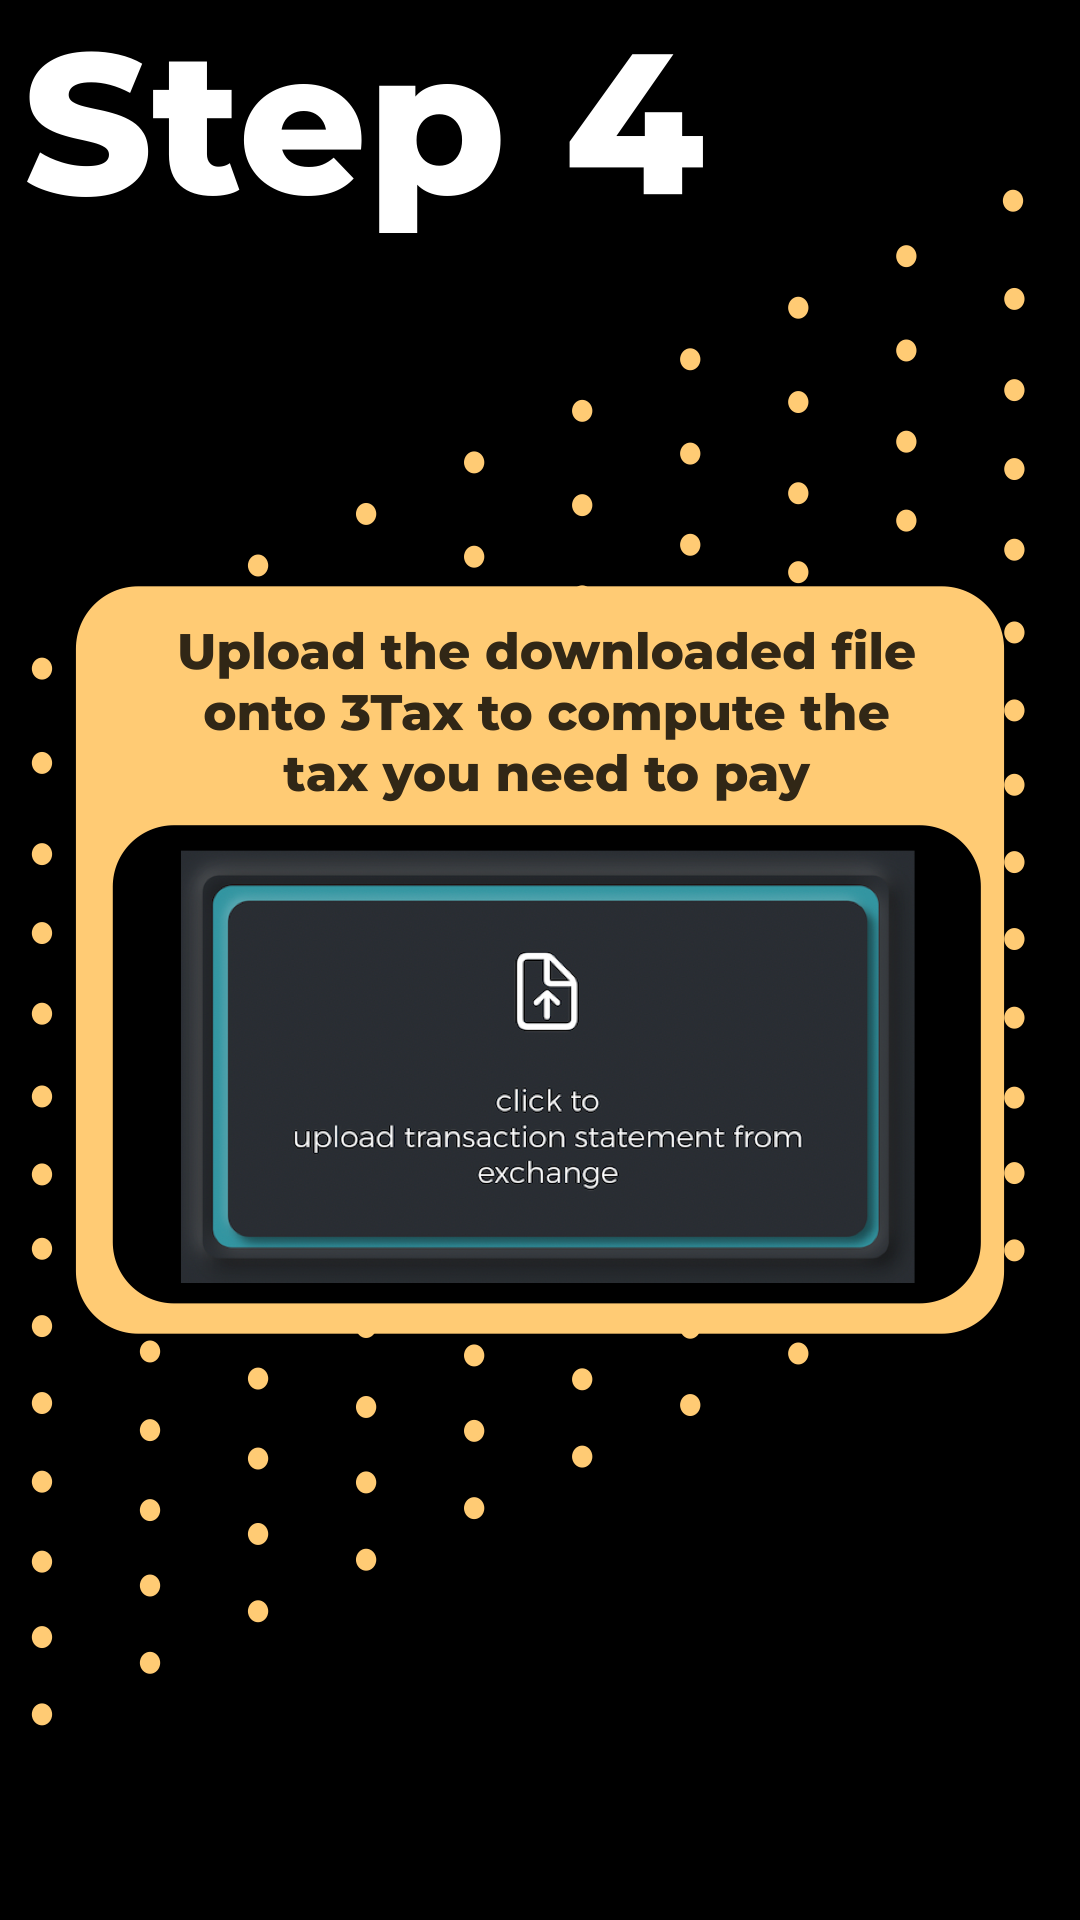 Step 4
Upload the downloaded file
onto 3Tax to compute the
tax you need to pay
click to
upload transaction statement from
exchange